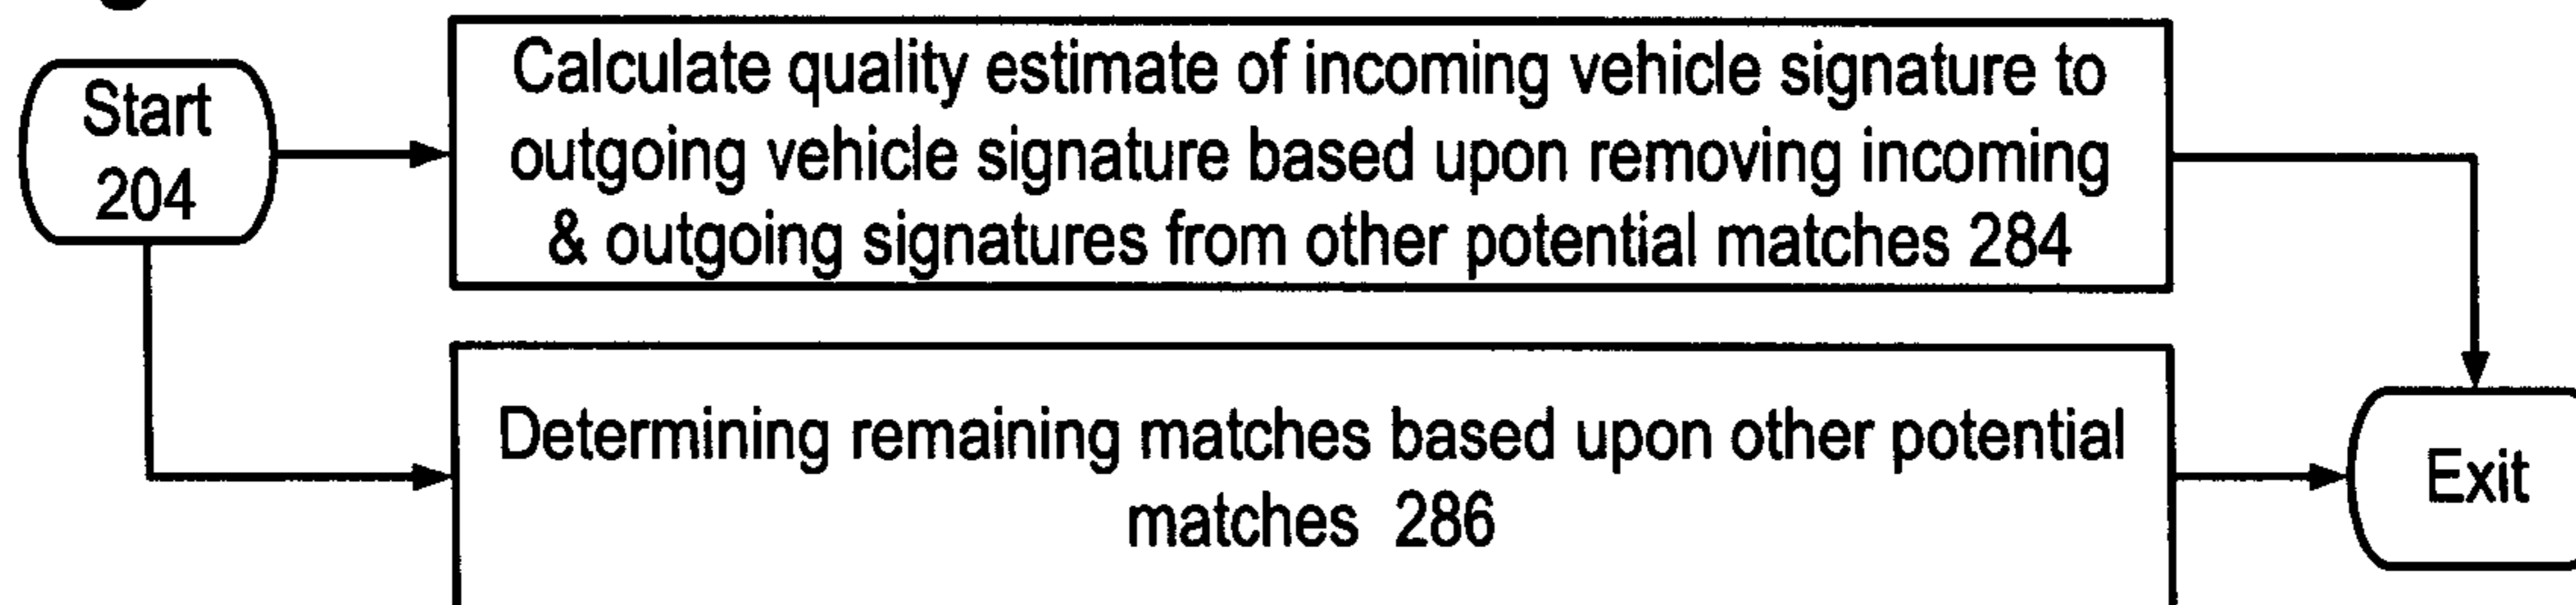 Start
204
Calculate quality estimate of incoming vehicle signature to
outgoing vehicle signature based upon removing incoming
& outgoing signatures from other potential matches 284
Determining remaining matches based upon other potential
matches 286
Exit